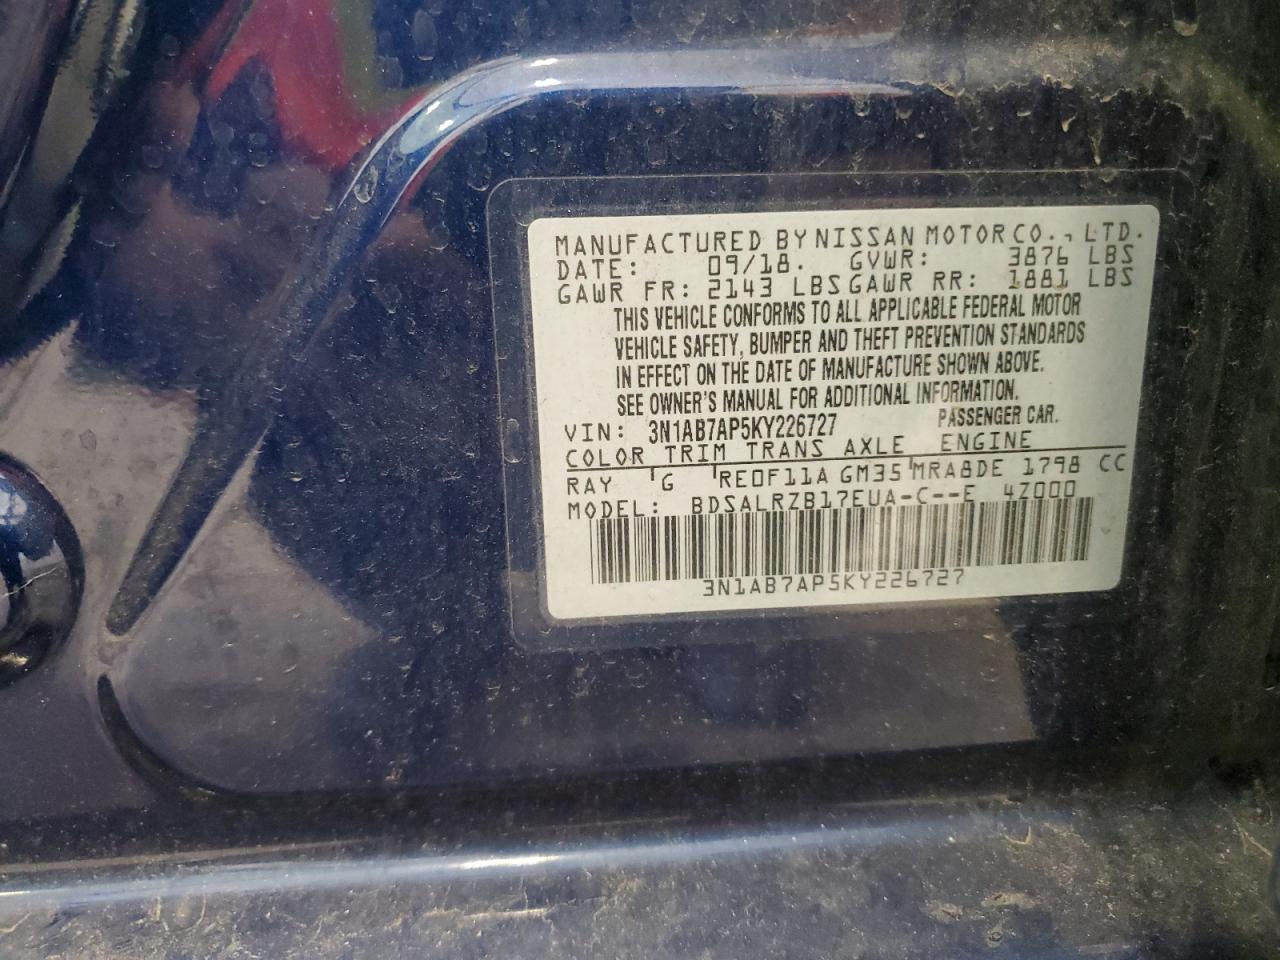 MANUFACTURED BY NISSAN MOTOR CO., LTD.
DATE: 09/18. GVWR: 3876 LBS
GAWR FR: 2143 LBS GAWR RR: 1881 LBS
THIS VEHICLE CONFORMS TO ALL APPLICABLE FEDERAL MOTOR
VEHICLE SAFETY, BUMPER AND THEFT PREVENTION STANDARDS
IN EFFECT ON THE DATE OF MANUFACTURE SHOWN ABOVE.
SEE OWNER'S MANUAL FOR ADDITIONAL INFORMATION.
VIN: 3N1AB7AP5KY226727 PASSENGER CAR.
COLOR TRIM TRANS AXLE ENGINE
RAY 'G 'RE0F11A GM35'MRA8DE 1798 CC
MODEL: BDSALRZB17EUA-C--E 4Z000
3N1AB7AP5KY226727